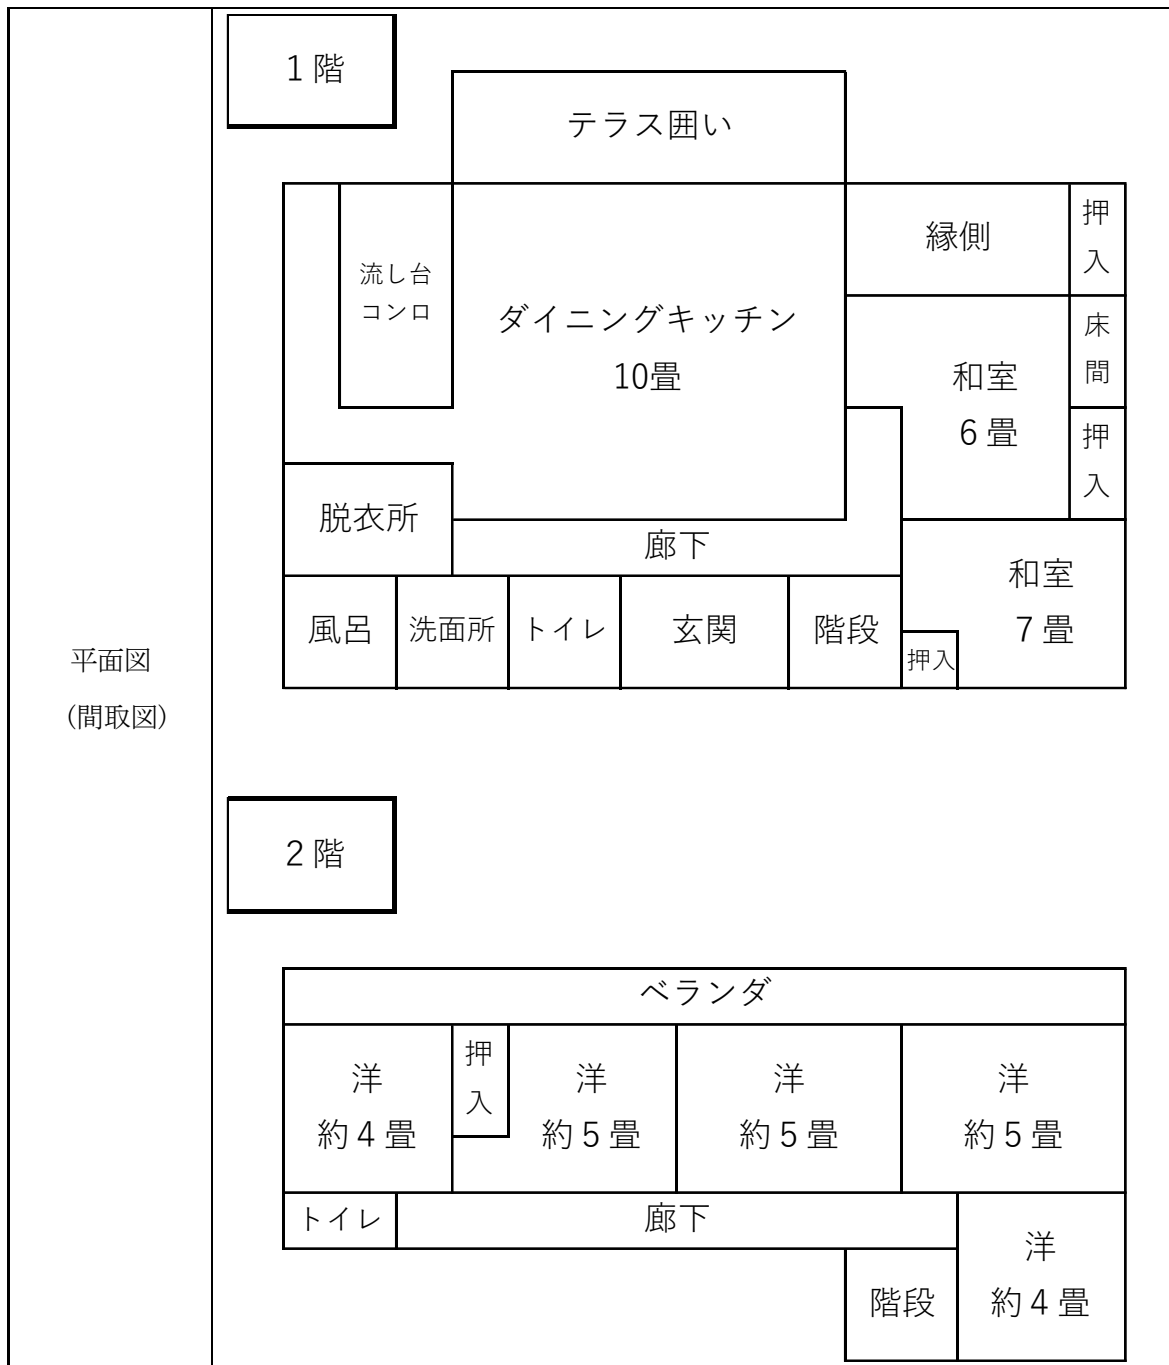 平面図
(間取図)
1階
テラス囲い
流し台
コンロ
ダイニングキッチン
10畳
縁側
押
入
床
間
和室
6畳
押
入
脱衣所
廊下
和室
7畳
風呂
洗面所
トイレ
玄関
階段
押入
2階
ベランダ
洋
約4畳
押
入
洋
約5畳
洋
約5畳
洋
約5畳
トイレ
廊下
洋
約4畳
階段